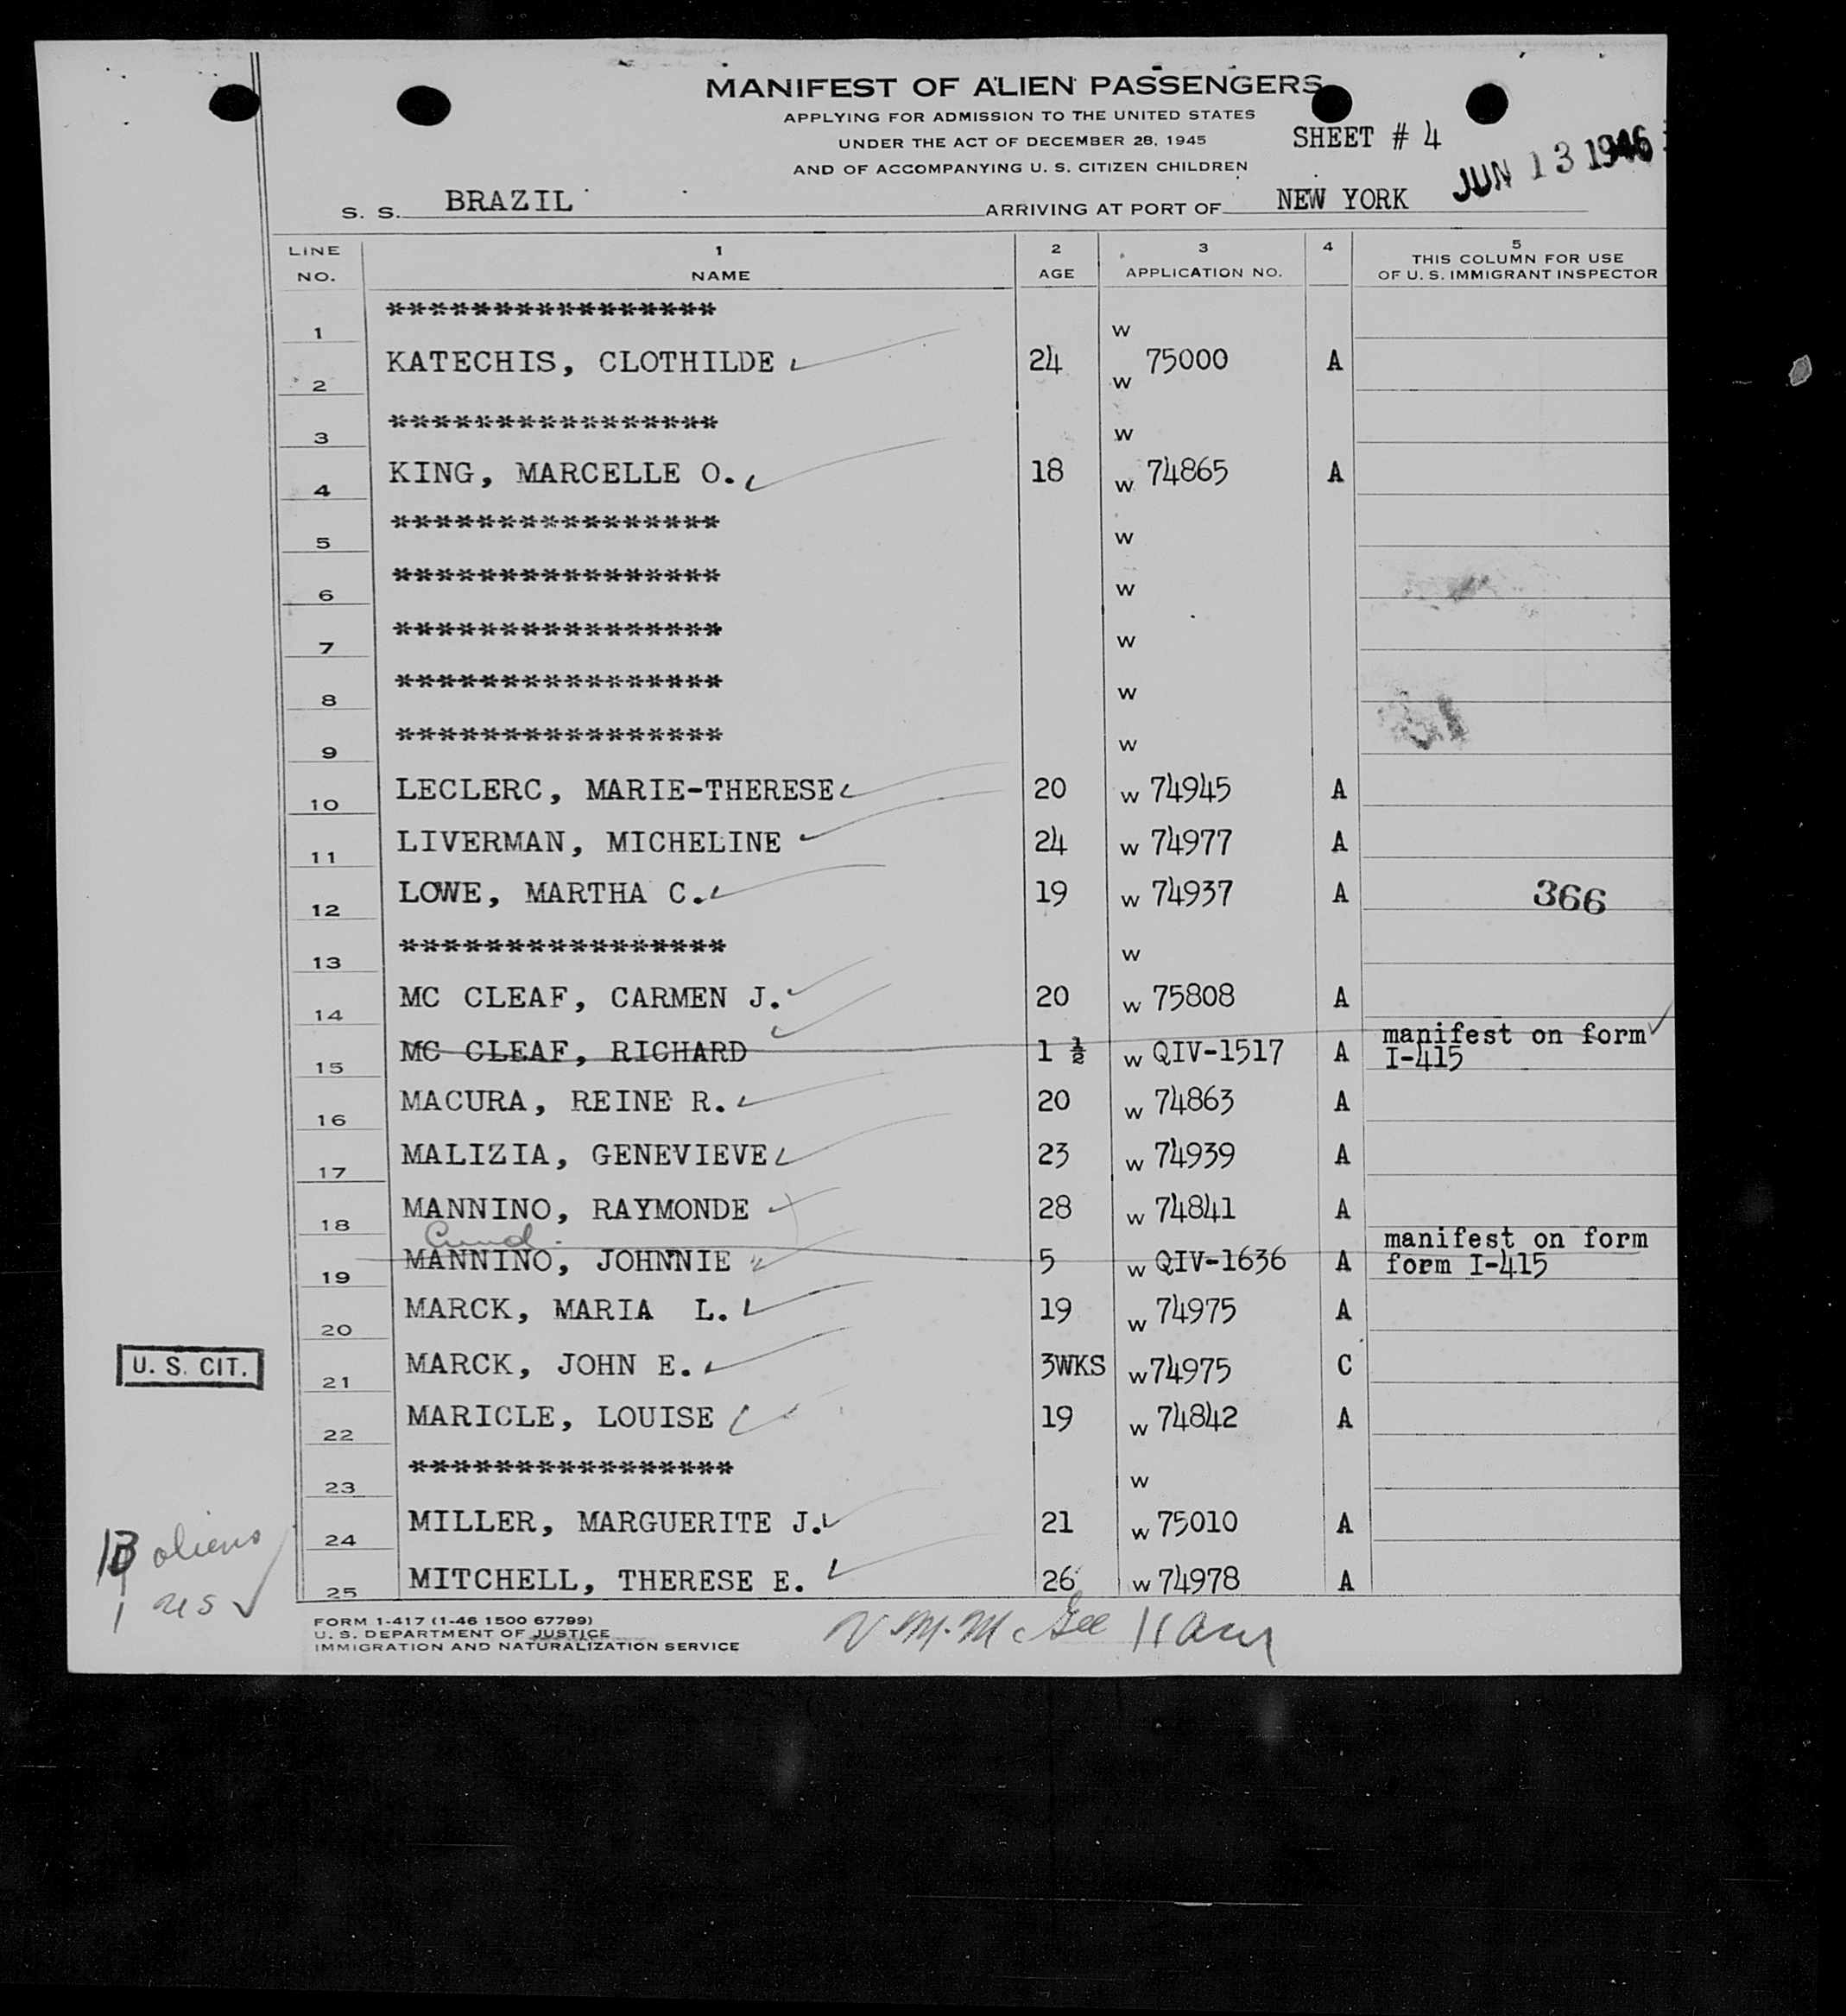 MANIFEST OF ALIEN PASSENGERS
APPLYING FOR ADMISSION TO THE UNITED STATES
UNDER THE ACT OF DECEMBER 28, 1945
AND OF ACCOMPANYING U. S. CITIZEN CHILDREN
SHEET # 4
JUN 13 1946
S. S. BRAZIL ARRIVING AT PORT OF NEW YORK
LINE NO. 1 NAME 2 AGE 3 APPLICATION NO. 4 5 THIS COLUMN FOR USE OF U. S. IMMIGRANT INSPECTOR
1 **************** W
2 KATECHIS, CLOTHILDE 24 W 75000 A
3 **************** W
4 KING, MARCELLE O. 18 W 74865 A
5 **************** W
6 **************** W
7 **************** W
8 **************** W
9 **************** W
10 LECLERC, MARIE-THERESE 20 W 74945 A
11 LIVERMAN, MICHELINE 24 W 74977 A
12 LOWE, MARTHA C. 19 W 74937 A 366
13 **************** W
14 MC CLEAF, CARMEN J. 20 W 75808 A
15 MC CLEAF, RICHARD 1 ½ W QIV-1517 A manifest on form I-415
16 MACURA, REINE R. 20 W 74863 A
17 MALIZIA, GENEVIEVE 23 W 74939 A
18 MANNINO, RAYMONDE 28 W 74841 A
19 MANNINO, JOHNNIE 5 W QIV-1636 A manifest on form form I-415
20 MARCK, MARIA L. 19 W 74975 A
U. S. CIT. 21 MARCK, JOHN E. 3WKS W 74975 C
22 MARICLE, LOUISE 19 W 74842 A
23 **************** W
24 MILLER, MARGUERITE J. 21 W 75010 A
25 MITCHELL, THERESE E. 26 W 74978 A
aliens
1 US
FORM 1-417 (1-46 1500 67799)
U. S. DEPARTMENT OF JUSTICE
IMMIGRATION AND NATURALIZATION SERVICE